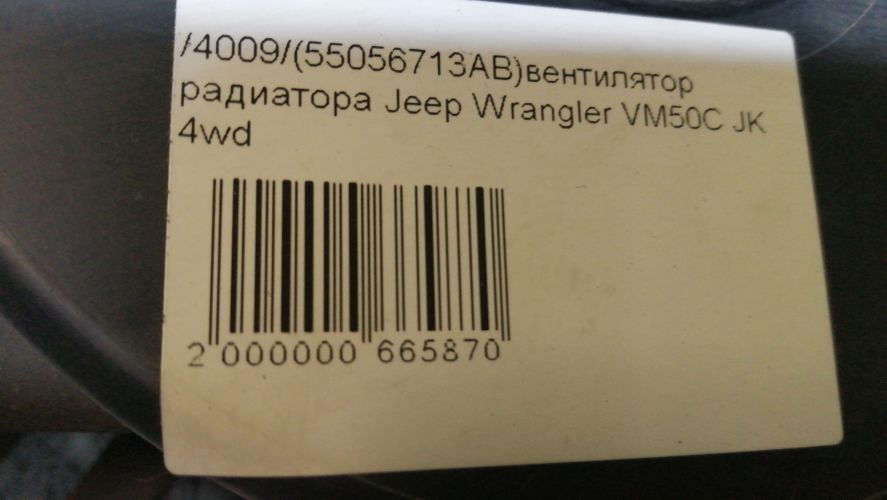 /4009/(55056713AB)вентилятор
радиатора Jeep Wrangler VM50C JK
4wd
2 000000 665870